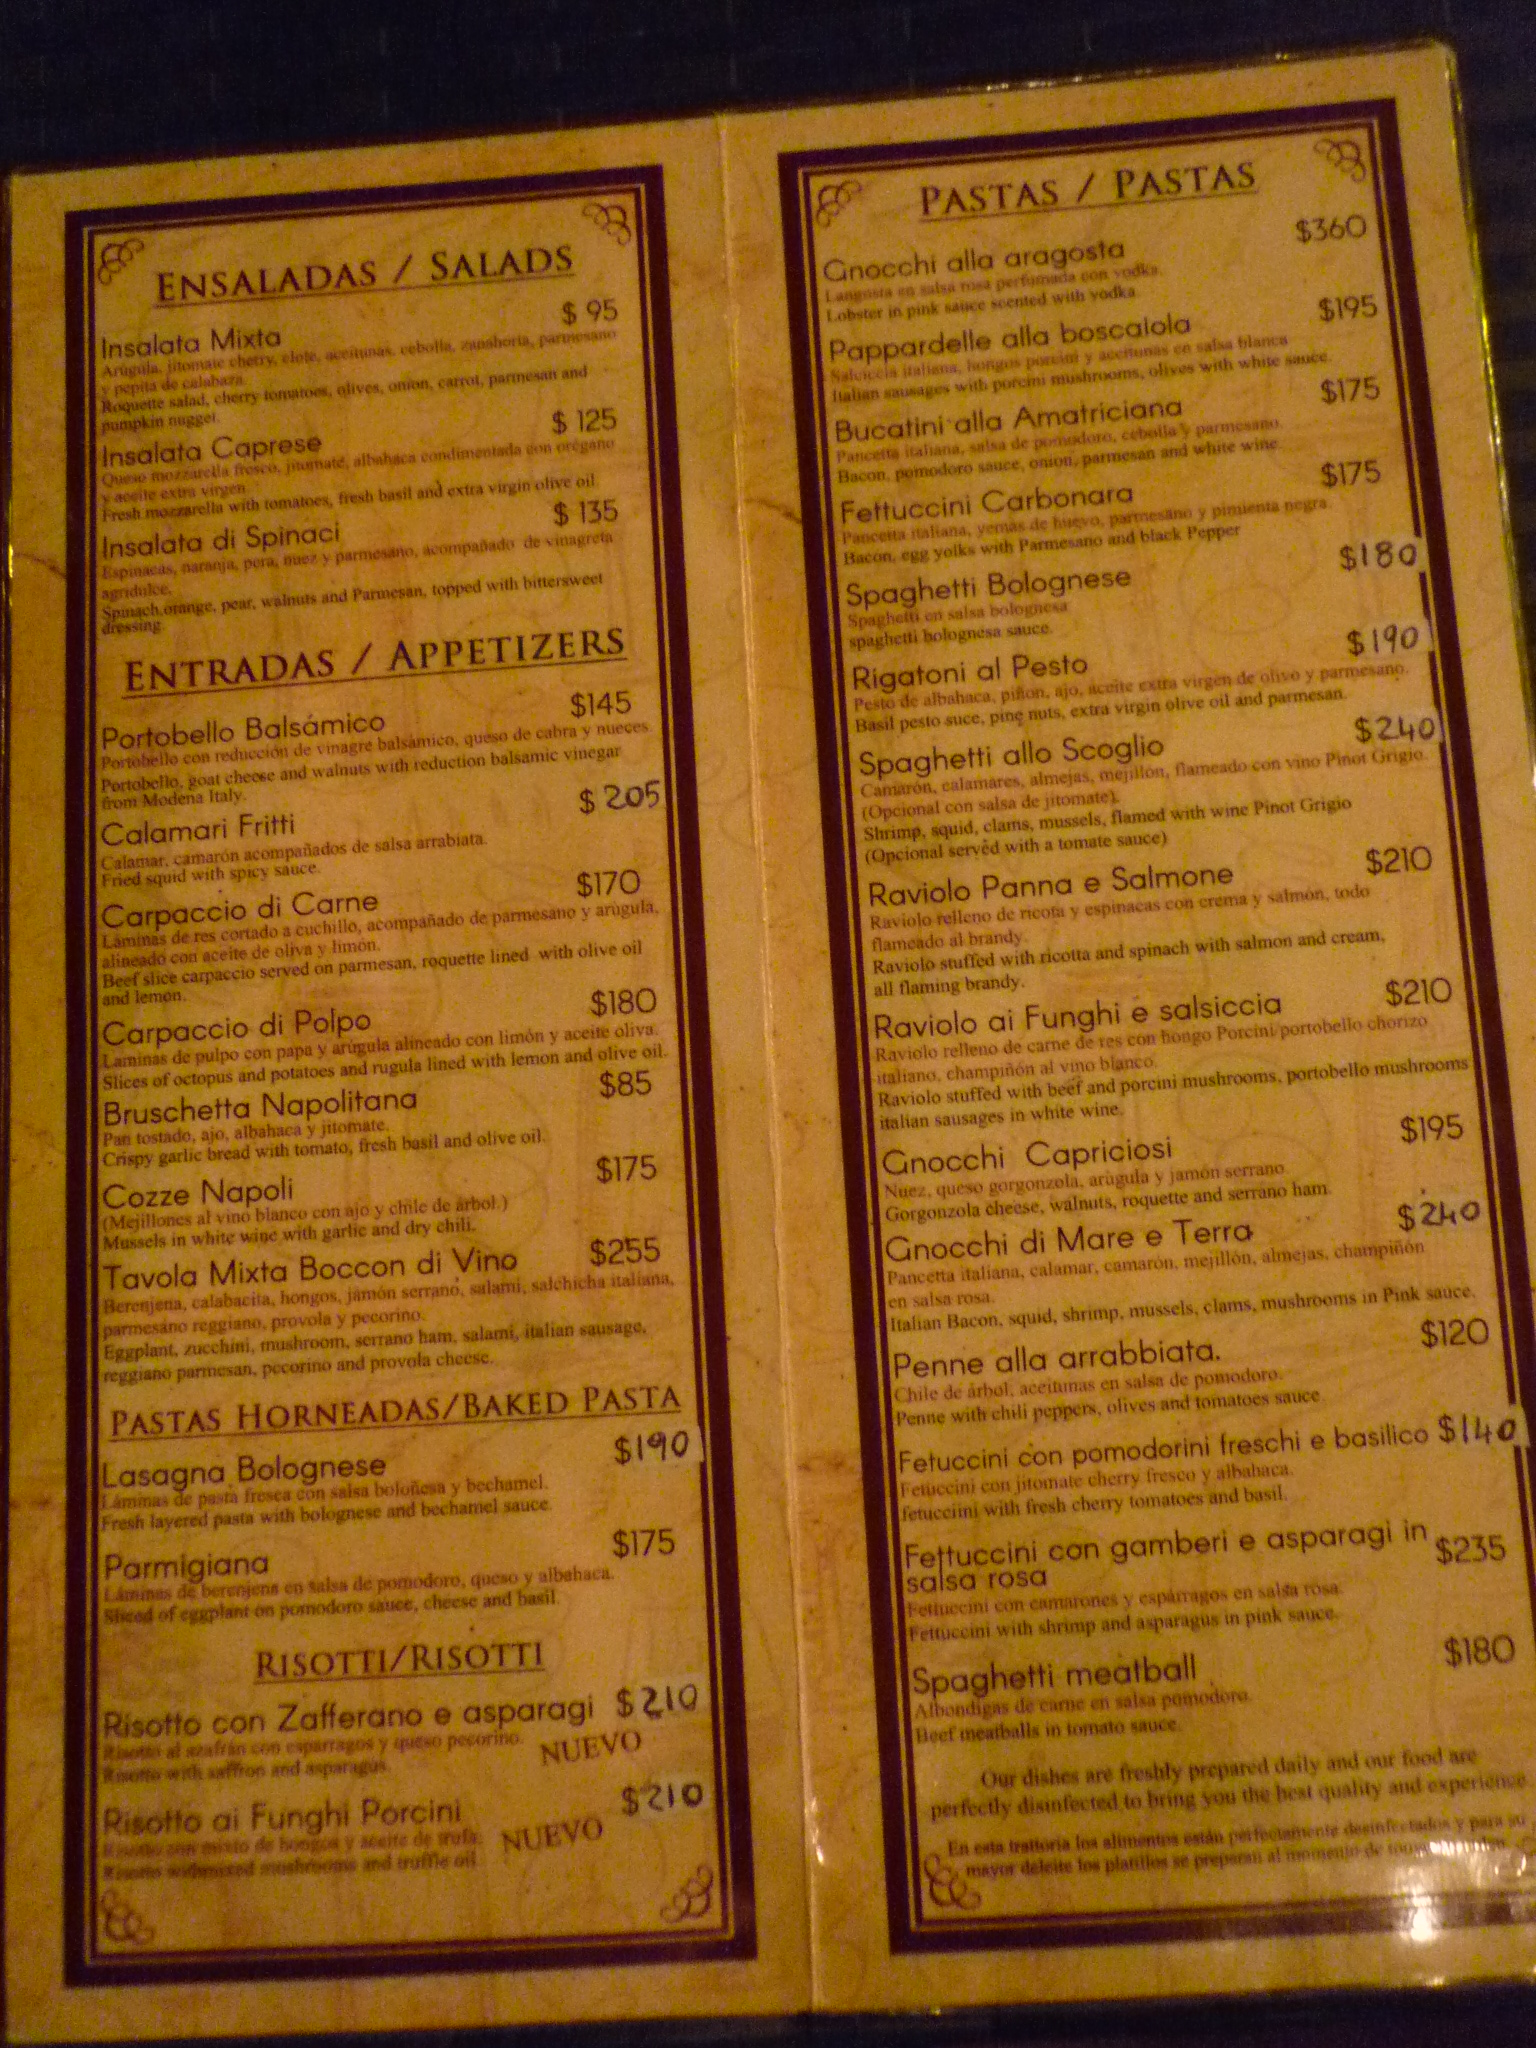 ENSALADAS / SALADS
Insalata Mixta $ 95
Arúgula, jitomate cherry, elote, aceitunas, cebolla, zanahoria, parmesano
y pepita de calabaza.
Roquette salad, cherry tomatoes, olives, onion, carrot, parmesan and
pumpkin nugget.
Insalata Caprese $ 125
Queso mozzarella fresco, jitomate, albahaca condimentada con orégano
y aceite extra virgen
Fresh mozzarella with tomatoes, fresh basil and extra virgin olive oil
Insalata di Spinaci $ 135
Espinacas, naranja, pera, nuez y parmesano, acompañado de vinagreta
agridulce.
Spinach,orange, pear, walnuts and Parmesan, topped with bittersweet
dressing.
ENTRADAS / APPETIZERS
Portobello Balsámico $145
Portobello con reducción de vinagre balsámico, queso de cabra y nueces.
Portobello, goat cheese and walnuts with reduction balsamic vinegar
from Modena Italy.
Calamari Fritti $ 205
Calamar, camarón acompañados de salsa arrabiata.
Fried squid with spicy sauce.
Carpaccio di Carne $170
Láminas de res cortado a cuchillo, acompañado de parmesano y arúgula,
alineado con aceite de oliva y limón.
Beef slice carpaccio served on parmesan, roquette lined with olive oil
and lemon.
Carpaccio di Polpo $180
Laminas de pulpo con papa y arúgula alineado con limón y aceite oliva.
Slices of octopus and potatoes and rugula lined with lemon and olive oil.
Bruschetta Napolitana $85
Pan tostado, ajo, albahaca y jitomate.
Crispy garlic bread with tomato, fresh basil and olive oil.
Cozze Napoli $175
(Mejillones al vino blanco con ajo y chile de árbol.)
Mussels in white wine with garlic and dry chili.
Tavola Mixta Boccon di Vino $255
Berenjena, calabacita, hongos, jamón serrano, salami, salchicha italiana,
parmesano reggiano, provola y pecorino.
Eggplant, zucchini, mushroom, serrano ham, salami, italian sausage,
reggiano parmesan, pecorino and provola cheese.
PASTAS HORNEADAS/BAKED PASTA
Lasagna Bolognese $190
Láminas de pasta fresca con salsa boloñesa y bechamel.
Fresh layered pasta with bolognese and bechamel sauce.
Parmigiana $175
Láminas de berenjena en salsa de pomodoro, queso y albahaca.
Sliced of eggplant on pomodoro sauce, cheese and basil.
RISOTTI/RISOTTI
Risotto con Zafferano e asparagi $210
Risotto al azafrán con esparragos y queso pecorino.
Risotto with saffron and asparagus.
NUEVO
Risotto ai Funghi Porcini $210
Risotto con mixto de hongos y aceite de trufa.
Risotto withmixed mushrooms and truffle oil
NUEVO
PASTAS / PASTAS
Gnocchi alla aragosta $360
Langosta en salsa rosa perfumada con vodka.
Lobster in pink sauce scented with vodka
Pappardelle alla boscaiola $195
Salciccia italiana, hongos porcini y aceitunas en salsa blanca
Italian sausages with porcini mushrooms, olives with white sauce.
Bucatini alla Amatriciana $175
Pancetta italiana, salsa de pomodoro, cebolla y parmesano.
Bacon, pomodoro sauce, onion, parmesan and white wine.
Fettuccini Carbonara $175
Pancetta italiana, yemas de huevo, parmesano y pimienta negra.
Bacon, egg yolks with Parmesano and black Pepper
Spaghetti Bolognese $180
Spaghetti en salsa bolognesa
spaghetti bolognesa sauce.
Rigatoni al Pesto $190
Pesto de albahaca, piñon, ajo, aceite extra virgen de olivo y parmesano.
Basil pesto suce, pine nuts, extra virgin olive oil and parmesan.
Spaghetti allo Scoglio $240
Camarón, calamares, almejas, mejillón, flameado con vino Pinot Grigio.
(Opcional con salsa de jitomate).
Shrimp, squid, clams, mussels, flamed with wine Pinot Grigio
(Opcional served with a tomate sauce)
Raviolo Panna e Salmone $210
Raviolo relleno de ricota y espinacas con crema y salmón, todo
flameado al brandy.
Raviolo stuffed with ricotta and spinach with salmon and cream,
all flaming brandy.
Raviolo ai Funghi e salsiccia $210
Raviolo relleno de carne de res con hongo Porcini/portobello chorizo
italiano, champiñón al vino blanco.
Raviolo stuffed with beef and porcini mushrooms, portobello mushrooms
italian sausages in white wine.
Gnocchi Capriciosi $195
Nuez, queso gorgonzola, arúgula y jamón serrano
Gorgonzola cheese, walnuts, roquette and serrano ham.
Gnocchi di Mare e Terra $240
Pancetta italiana, calamar, camarón, mejillón, almejas, champiñón
en salsa rosa.
Italian Bacon, squid, shrimp, mussels, clams, mushrooms in Pink sauce.
Penne alla arrabbiata. $120
Chile de árbol, aceitunas en salsa de pomodoro.
Penne with chili peppers, olives and tomatoes sauce
Fetuccini con pomodorini freschi e basilico $140
Fetuccini con jitomate cherry fresco y albahaca.
fetucciini with fresh cherry tomatoes and basil.
Fettuccini con gamberi e asparagi in
salsa rosa $235
Fettuccini con camarones y espárragos en salsa rosa.
Fettuccini with shrimp and asparagus in pink sauce.
Spaghetti meatball $180
Albondigas de carne en salsa pomodoro.
Beef meatballs in tomato sauce.
Our dishes are freshly prepared daily and our food are
perfectly disinfected to bring you the best quality and experience
En esta trattoria los alimentos están perfectamente desinfectados y para su
mayor deleite los platillos se preparan al momento de